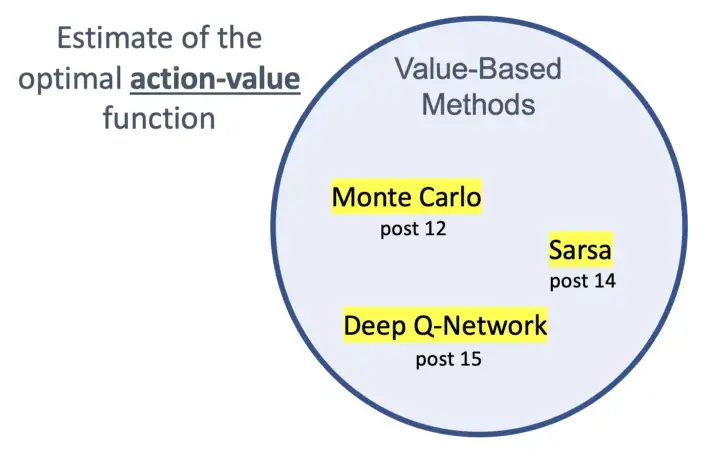 Estimate of the
optimal action-value
function
Value-Based
Methods
Monte Carlo
post 12
Sarsa
post 14
Deep Q-Network
post 15